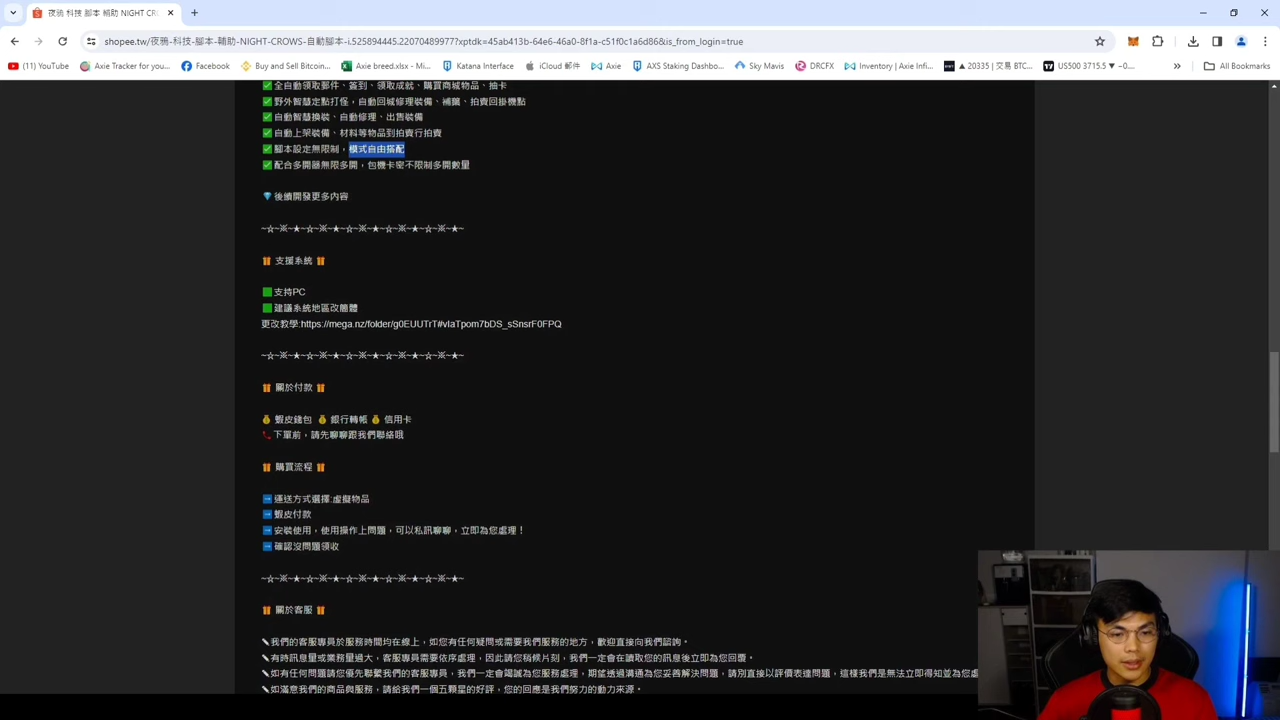 夜鴉 科技 腳本 輔助 NIGHT CRO
shopee.tw/夜鴉-科技-腳本-輔助-NIGHT-CROWS-自動腳本-i.525894445.22070489977?xptdk=45ab413b-64e6-46a0-8f1a-c51f0c1a6d86&is_from_login=true
(11) YouTube
Axie Tracker for you...
Facebook
Buy and Sell Bitcoin...
Axie breed.xlsx - Mi...
Katana Interface
iCloud 郵件
Axie
AXS Staking Dashbo...
Sky Mavis
DRCFX
Inventory | Axie Infi...
▲ 20335 | 交易 BTC...
US500 3715.5 ▼ −0....
»
All Bookmarks
✅全自動領取郵件、簽到、領取成就、購買商城物品、抽卡
✅野外智慧定點打怪，自動回城修理裝備、補藥、拍賣回掛機點
✅自動智慧換裝、自動修理、出售裝備
✅自動上架裝備、材料等物品到拍賣行拍賣
✅腳本設定無限制，模式自由搭配
✅配合多開器無限多開，包機卡密不限制多開數量
💎後續開發更多內容
~☆~※~★~☆~※~★~☆~※~★~☆~※~★~☆~※~★~
🎁 支援系統 🎁
🟩支持PC
🟩建議系統地區改簡體
更改教學:https://mega.nz/folder/g0EUUTrT#vIaTpom7bDS_sSnsrF0FPQ
~☆~※~★~☆~※~★~☆~※~★~☆~※~★~☆~※~★~
🎁 關於付款 🎁
💰 蝦皮錢包 💰 銀行轉帳 💰 信用卡
📞下單前，請先聊聊跟我們聯絡哦
🎁 購買流程 🎁
➡運送方式選擇:虛擬物品
➡蝦皮付款
➡安裝使用，使用操作上問題，可以私訊聊聊，立即為您處理！
➡確認沒問題領收
~☆~※~★~☆~※~★~☆~※~★~☆~※~★~☆~※~★~
🎁 關於客服 🎁
✎我們的客服專員於服務時間均在線上，如您有任何疑問或需要我們服務的地方，歡迎直接向我們諮詢。
✎有時訊息量或業務量過大，客服專員需要依序處理，因此請您稍候片刻，我們一定會在讀取您的訊息後立即為您回覆。
✎如有任何問題請您優先聯繫我們的客服專員，我們一定會竭誠為您服務處理，期望透過溝通為您妥善解決問題，請別直接以評價表達問題，這樣我們是無法立即得知並為您處
✎如滿意我們的商品與服務，請給我們一個五顆星的好評，您的回應是我們努力的動力來源。